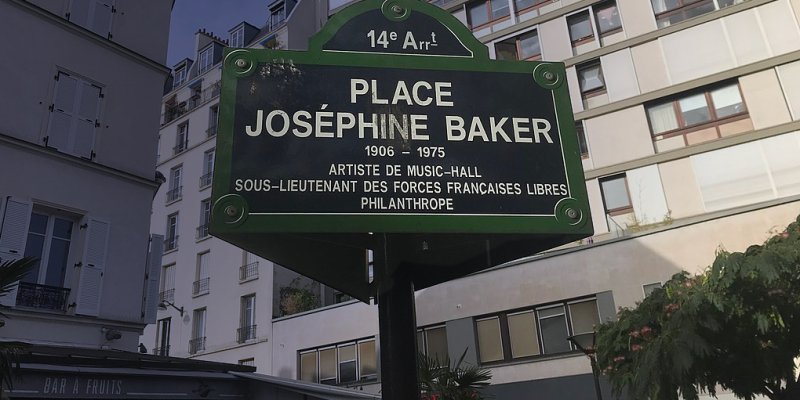 14e Arrt
PLACE
JOSÉPHINE BAKER
1906 – 1975
ARTISTE DE MUSIC–HALL
SOUS–LIEUTENANT DES FORCES FRANÇAISES LIBRES
PHILANTHROPE
BAR À FRUITS